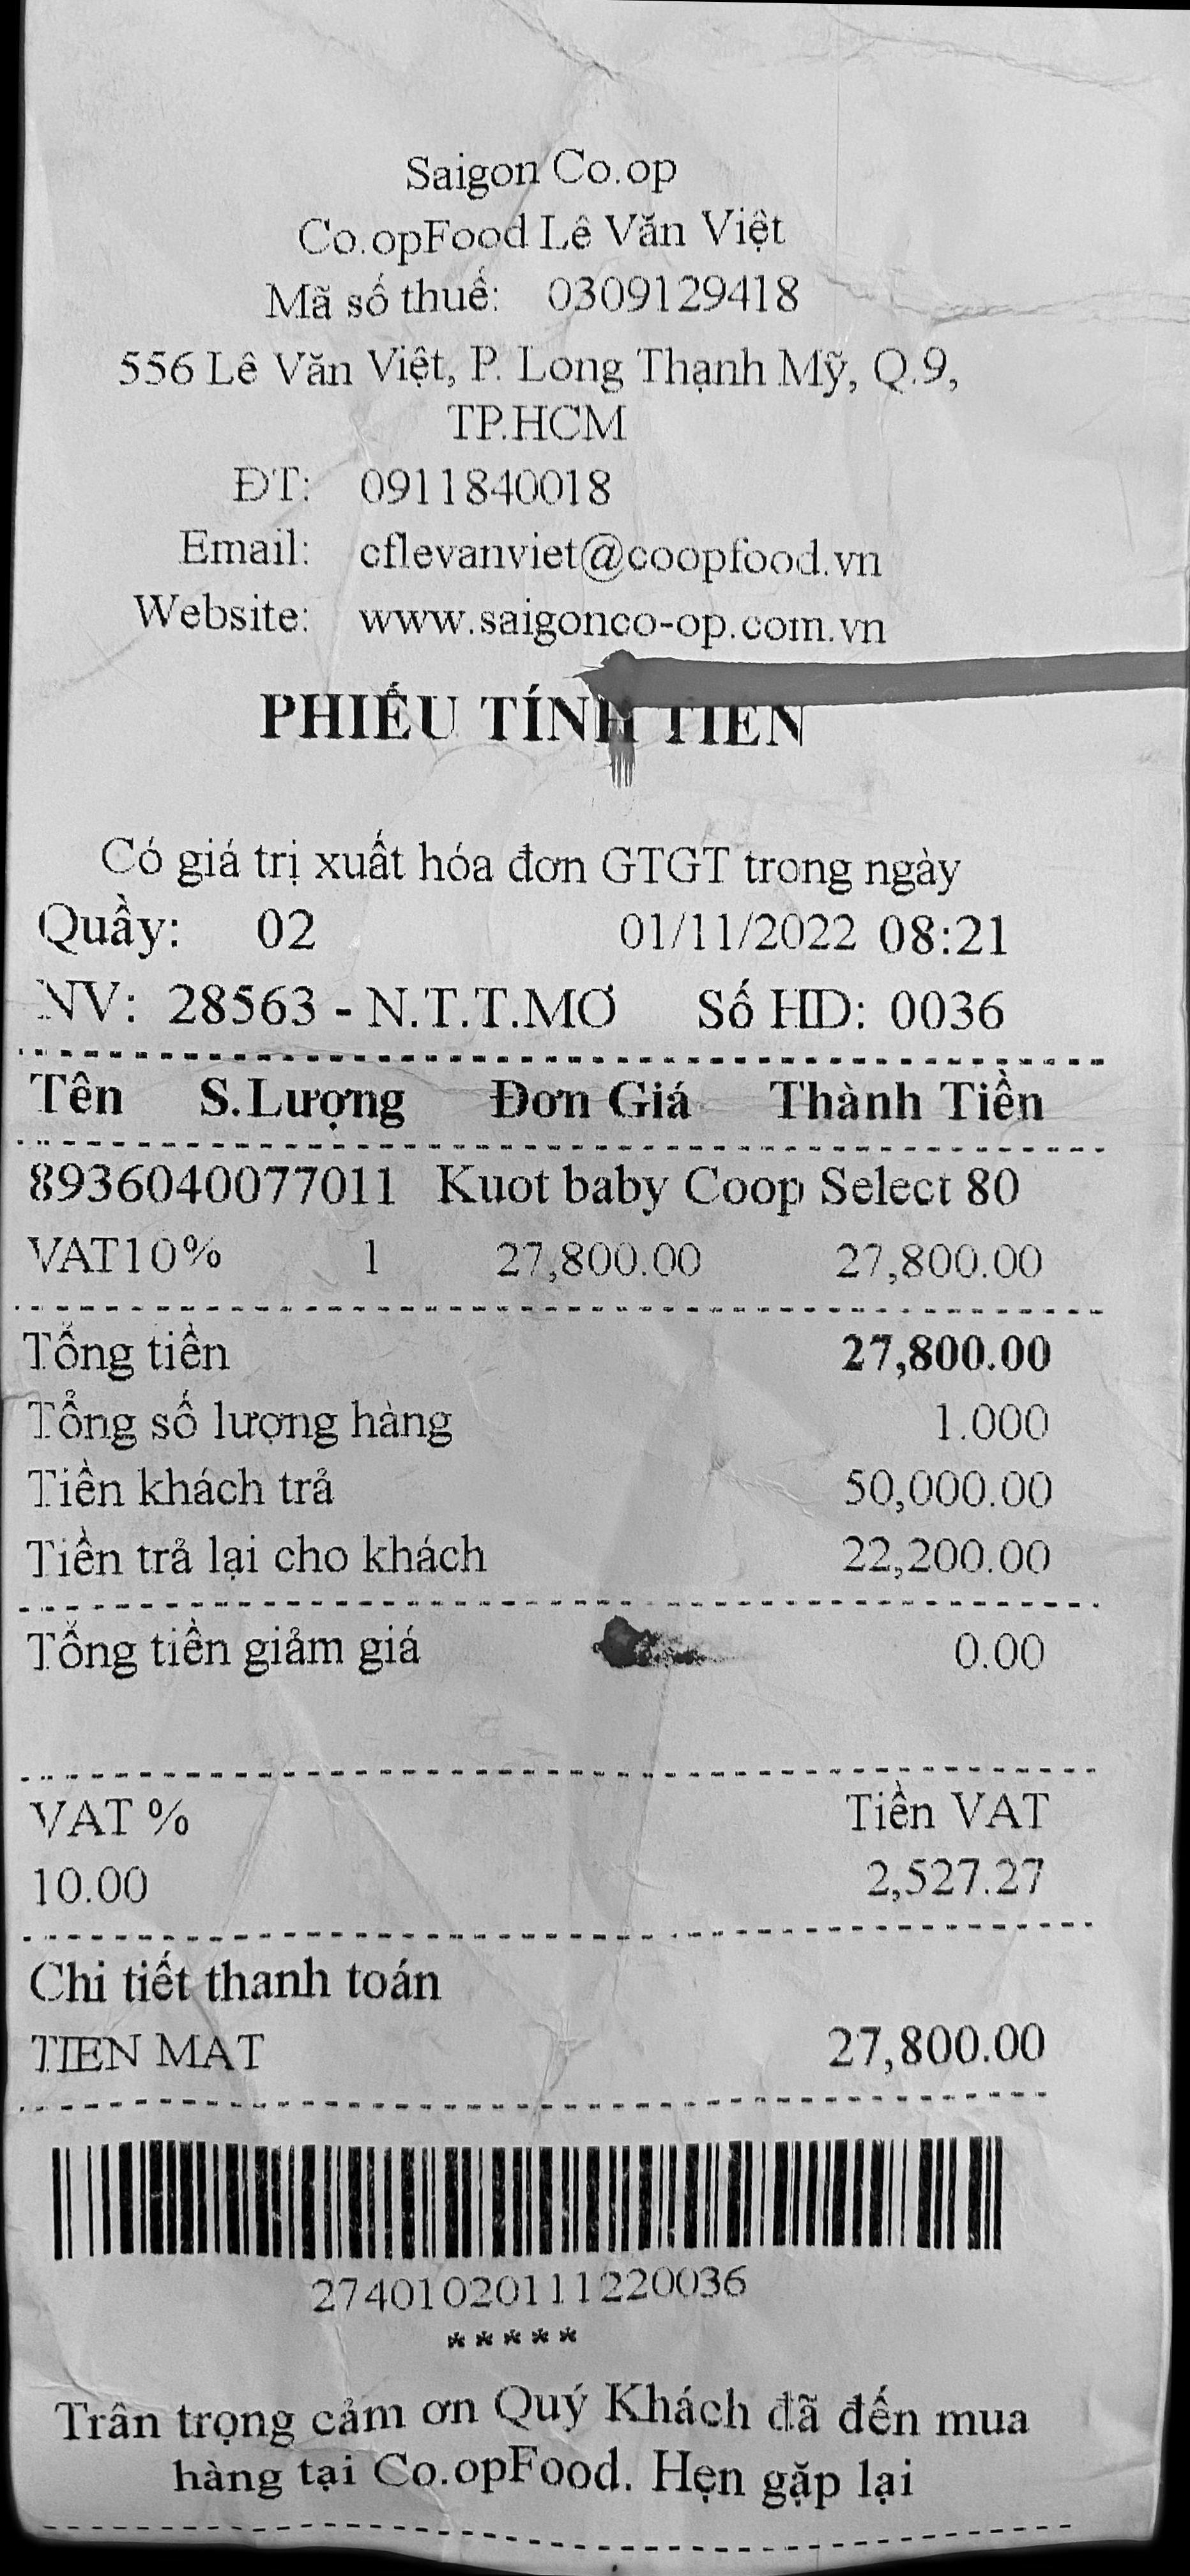 Saigon Co.op
Co.opFood Lê Văn Việt
Mã số thuế: 0309129418
556 Lê Văn Việt, P. Long Thạnh Mỹ, Q.9,
TP.HCM
ĐT: 0911840018
Email: cflevanviet@coopfood.vn
Website: www.saigonco-op.com.vn
PHIẾU TÍNH TIỀN
Có giá trị xuất hóa đơn GTGT trong ngày
Quầy: 02 01/11/2022 08:21
NV: 28563 - N.T.T.MƠ Số HD: 0036
Tên S.Lượng Đơn Giá Thành Tiền
8936040077011 Kuot baby Coop Select 80
VAT10% 1 27,800.00 27,800.00
Tổng tiền 27,800.00
Tổng số lượng hàng 1.000
Tiền khách trả 50,000.00
Tiền trả lại cho khách 22,200.00
Tổng tiền giảm giá 0.00
VAT % Tiền VAT
10.00 2,527.27
Chi tiết thanh toán
TIEN MAT 27,800.00
27401020111220036
*****
Trân trọng cảm ơn Quý Khách đã đến mua
hàng tại Co.opFood. Hẹn gặp lại